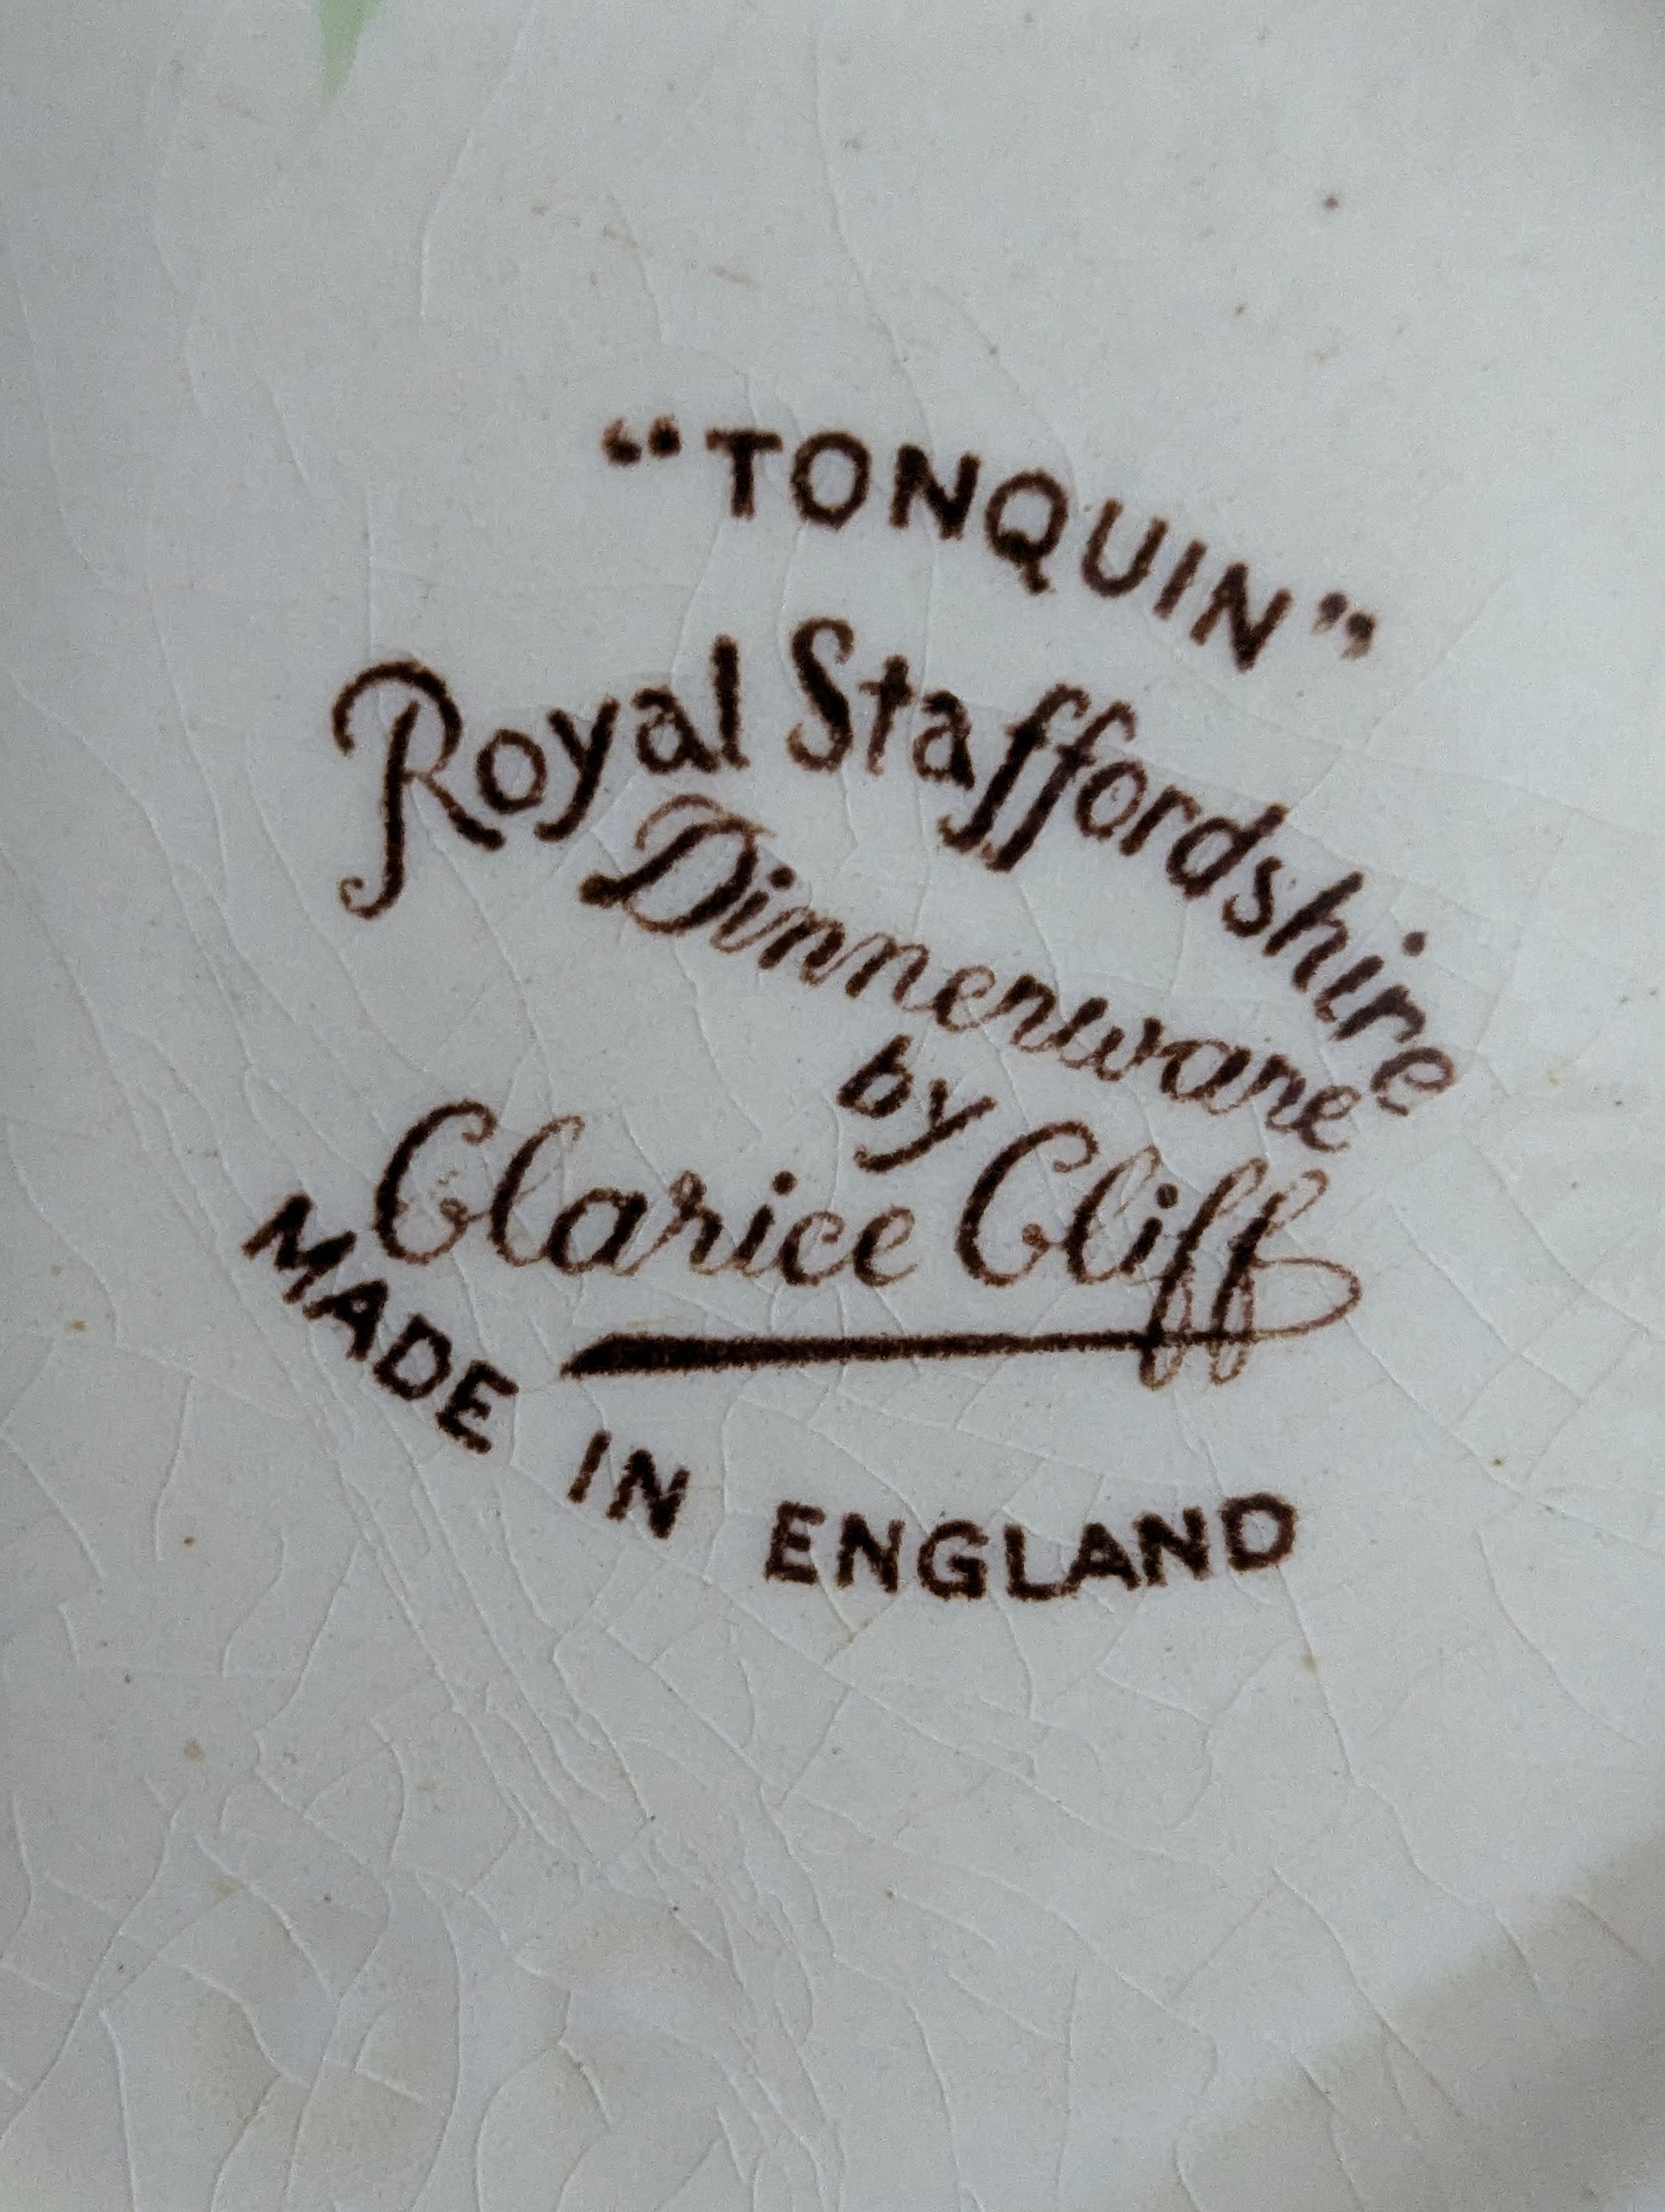 “TONQUIN”
Royal Staffordshire
Dinnerware
by
Clarice Cliff
MADE IN ENGLAND